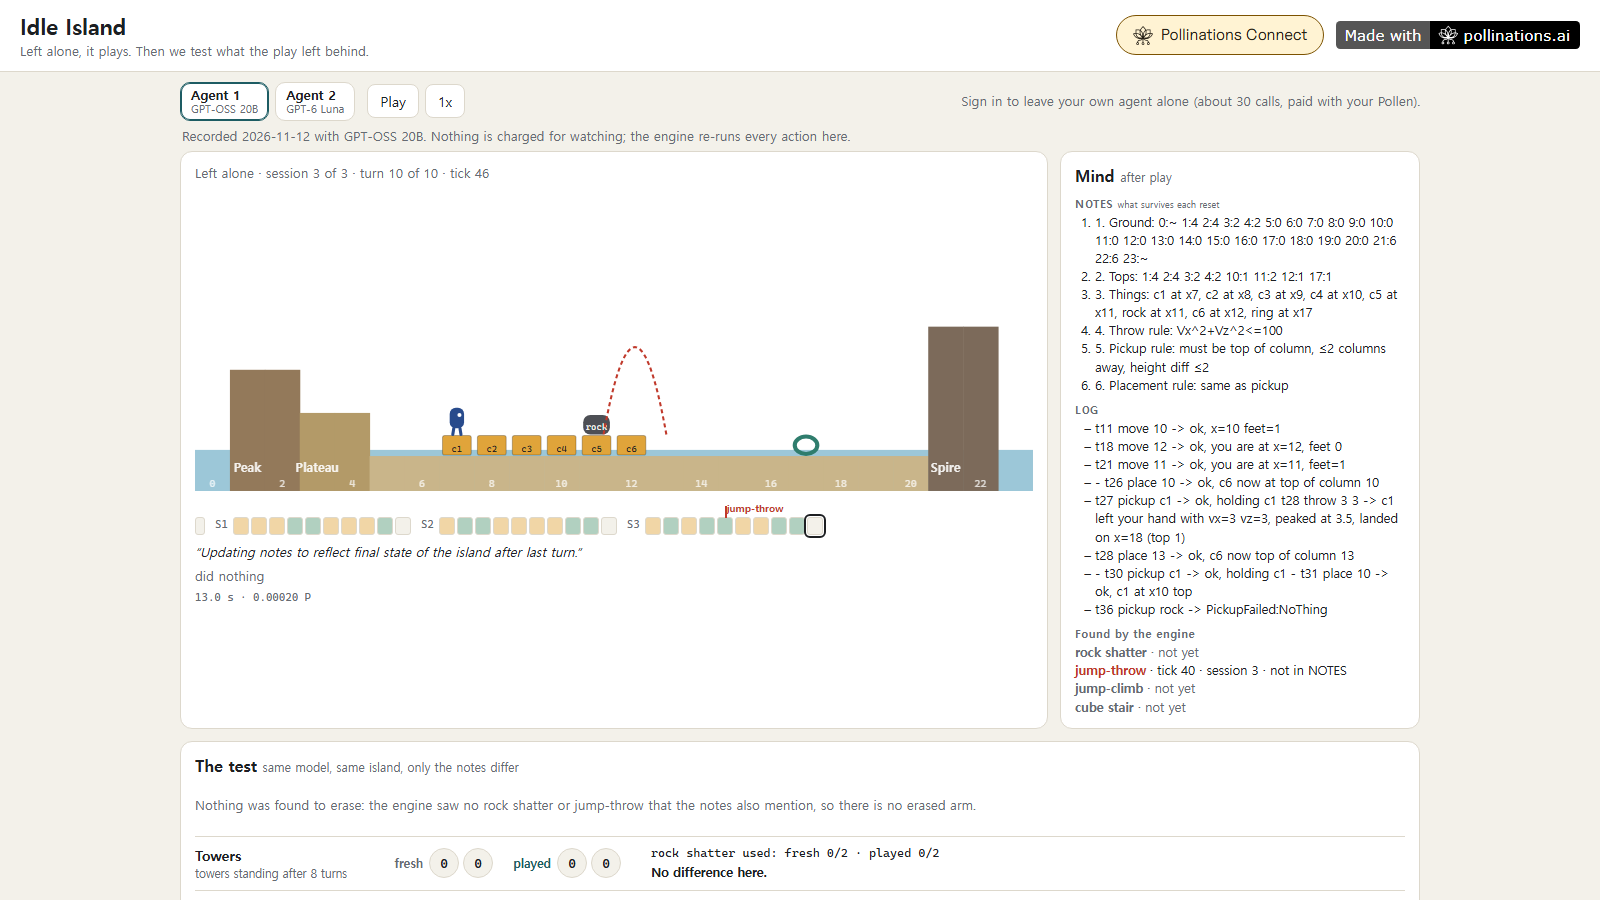 Idle Island
Left alone, it plays. Then we test what the play left behind.
Pollinations Connect
Made with pollinations.ai
Agent 1
GPT-OSS 20B
Agent 2
GPT-6 Luna
Play
1x
Sign in to leave your own agent alone (about 30 calls, paid with your Pollen).
Recorded 2026-11-12 with GPT-OSS 20B. Nothing is charged for watching; the engine re-runs every action here.
Left alone · session 3 of 3 · turn 10 of 10 · tick 46
rock
c1 c2 c3 c4 c5 c6
Peak Plateau Spire
0 2 4 6 8 10 12 14 16 18 20 22
jump-throw
S1 S2 S3
"Updating notes to reflect final state of the island after last turn."
did nothing
13.0 s · 0.00020 P
Mind after play
NOTES what survives each reset
1. 1. Ground: 0:~ 1:4 2:4 3:2 4:2 5:0 6:0 7:0 8:0 9:0 10:0
11:0 12:0 13:0 14:0 15:0 16:0 17:0 18:0 19:0 20:0 21:6
22:6 23:~
2. 2. Tops: 1:4 2:4 3:2 4:2 10:1 11:2 12:1 17:1
3. 3. Things: c1 at x7, c2 at x8, c3 at x9, c4 at x10, c5 at
x11, rock at x11, c6 at x12, ring at x17
4. 4. Throw rule: Vx^2+Vz^2<=100
5. 5. Pickup rule: must be top of column, ≤2 columns
away, height diff ≤2
6. 6. Placement rule: same as pickup
LOG
– t11 move 10 -> ok, x=10 feet=1
– t18 move 12 -> ok, you are at x=12, feet 0
– t21 move 11 -> ok, you are at x=11, feet=1
– - t26 place 10 -> ok, c6 now at top of column 10
– t27 pickup c1 -> ok, holding c1 t28 throw 3 3 -> c1
left your hand with vx=3 vz=3, peaked at 3.5, landed
on x=18 (top 1)
– t28 place 13 -> ok, c6 now top of column 13
– - t30 pickup c1 -> ok, holding c1 - t31 place 10 ->
ok, c1 at x10 top
– t36 pickup rock -> PickupFailed:NoThing
Found by the engine
rock shatter · not yet
jump-throw · tick 40 · session 3 · not in NOTES
jump-climb · not yet
cube stair · not yet
The test same model, same island, only the notes differ
Nothing was found to erase: the engine saw no rock shatter or jump-throw that the notes also mention, so there is no erased arm.
Towers
towers standing after 8 turns
fresh 0 0 played 0 0
rock shatter used: fresh 0/2 · played 0/2
No difference here.